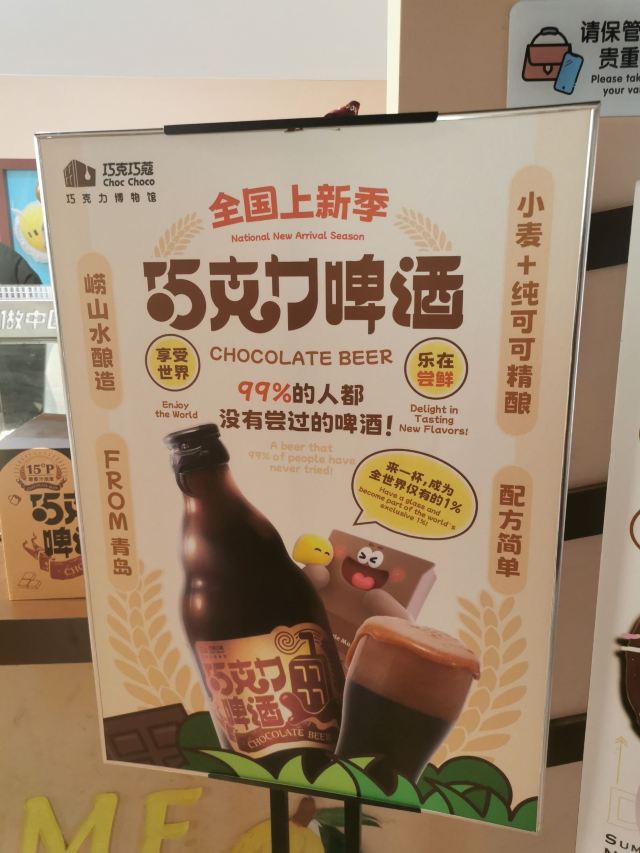 请保管
贵重
Please tak
your va
巧克巧蔻
Choc Choco
巧克力博物馆
全国上新季
National New Arrival Season
巧克力啤酒
CHOCOLATE BEER
享受
世界
Enjoy
the World
乐在
尝鲜
Delight in
Tasting
New Flavors!
99%的人都
没有尝过的啤酒!
A beer that
99% of people have
never tried!
崂山水酿造
FROM 青岛
小麦+纯可可精酿
配方简单
来一杯,成为
全世界仅有的1%
Have a glass and
become part of the world's
exclusive 1%!
巧克力
啤酒
CHOCOLATE BEER
做中
15°P
巧
啤
CHO
ME
SUM